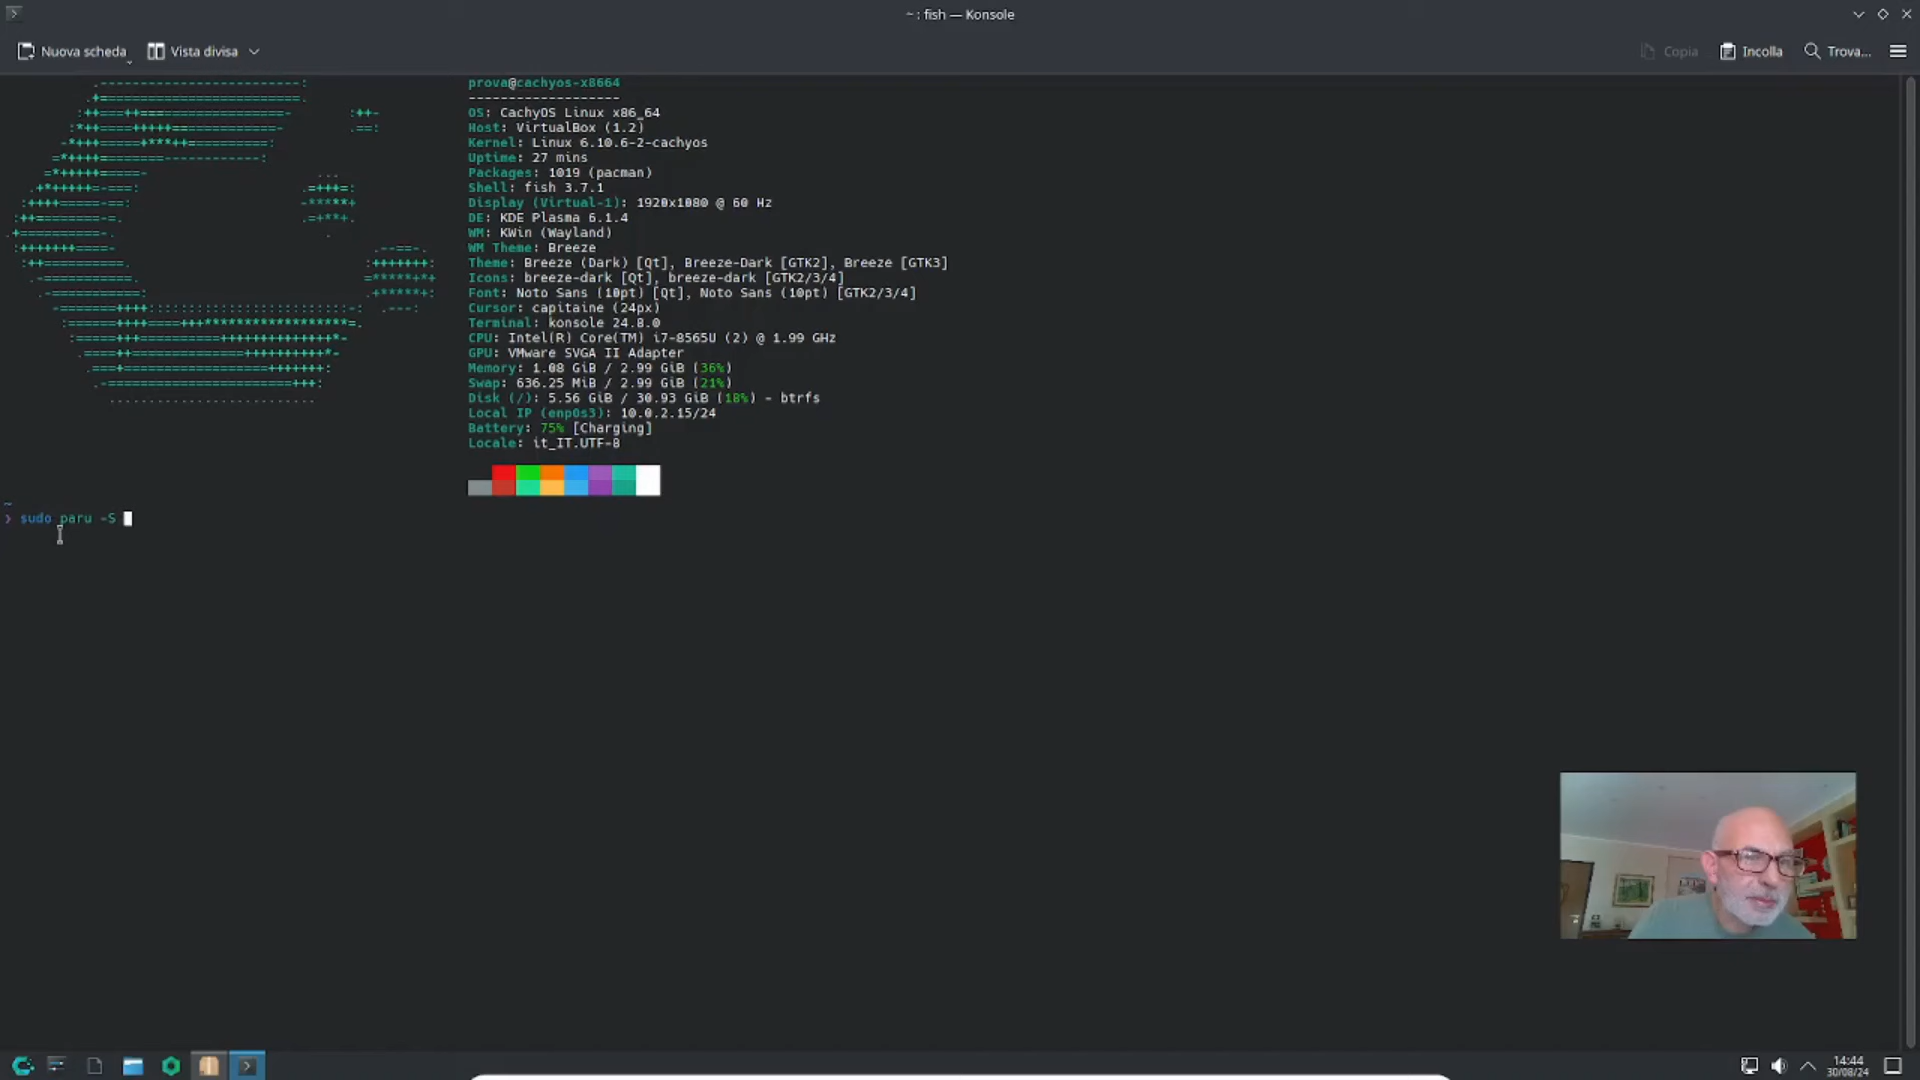 ~ : fish — Konsole
Nuova scheda
Vista divisa
Copia
Incolla
Trova...
prova@cachyos-x8664
-------------------
OS: CachyOS Linux x86_64
Host: VirtualBox (1.2)
Kernel: Linux 6.10.6-2-cachyos
Uptime: 27 mins
Packages: 1019 (pacman)
Shell: fish 3.7.1
Display (Virtual-1): 1920x1080 @ 60 Hz
DE: KDE Plasma 6.1.4
WM: KWin (Wayland)
WM Theme: Breeze
Theme: Breeze (Dark) [Qt], Breeze-Dark [GTK2], Breeze [GTK3]
Icons: breeze-dark [Qt], breeze-dark [GTK2/3/4]
Font: Noto Sans (10pt) [Qt], Noto Sans (10pt) [GTK2/3/4]
Cursor: capitaine (24px)
Terminal: konsole 24.8.0
CPU: Intel(R) Core(TM) i7-8565U (2) @ 1.99 GHz
GPU: VMware SVGA II Adapter
Memory: 1.08 GiB / 2.99 GiB (36%)
Swap: 636.25 MiB / 2.99 GiB (21%)
Disk (/): 5.56 GiB / 30.93 GiB (18%) - btrfs
Local IP (enp0s3): 10.0.2.15/24
Battery: 75% [Charging]
Locale: it_IT.UTF-8
~
❯ sudo paru -S
14:44
30/08/24